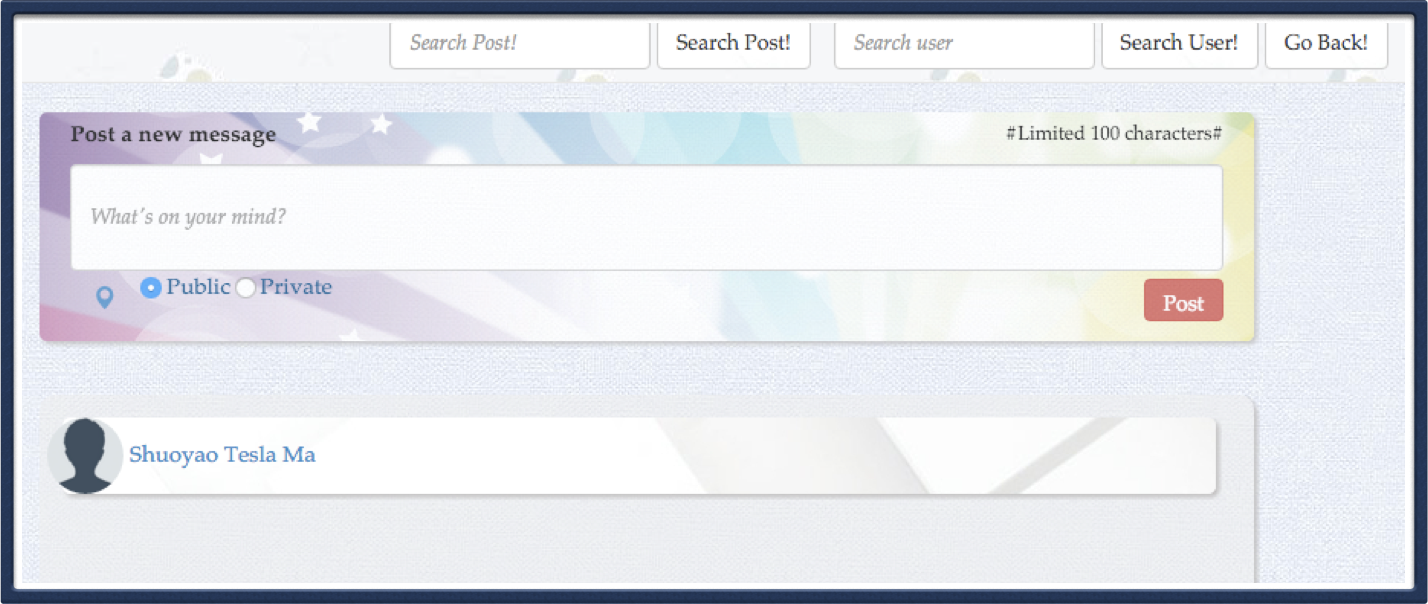 Search Post! Search Post! Search user Search User! Go Back!
Post a new message #Limited 100 characters#
What's on your mind?
Public Private Post
Shuoyao Tesla Ma